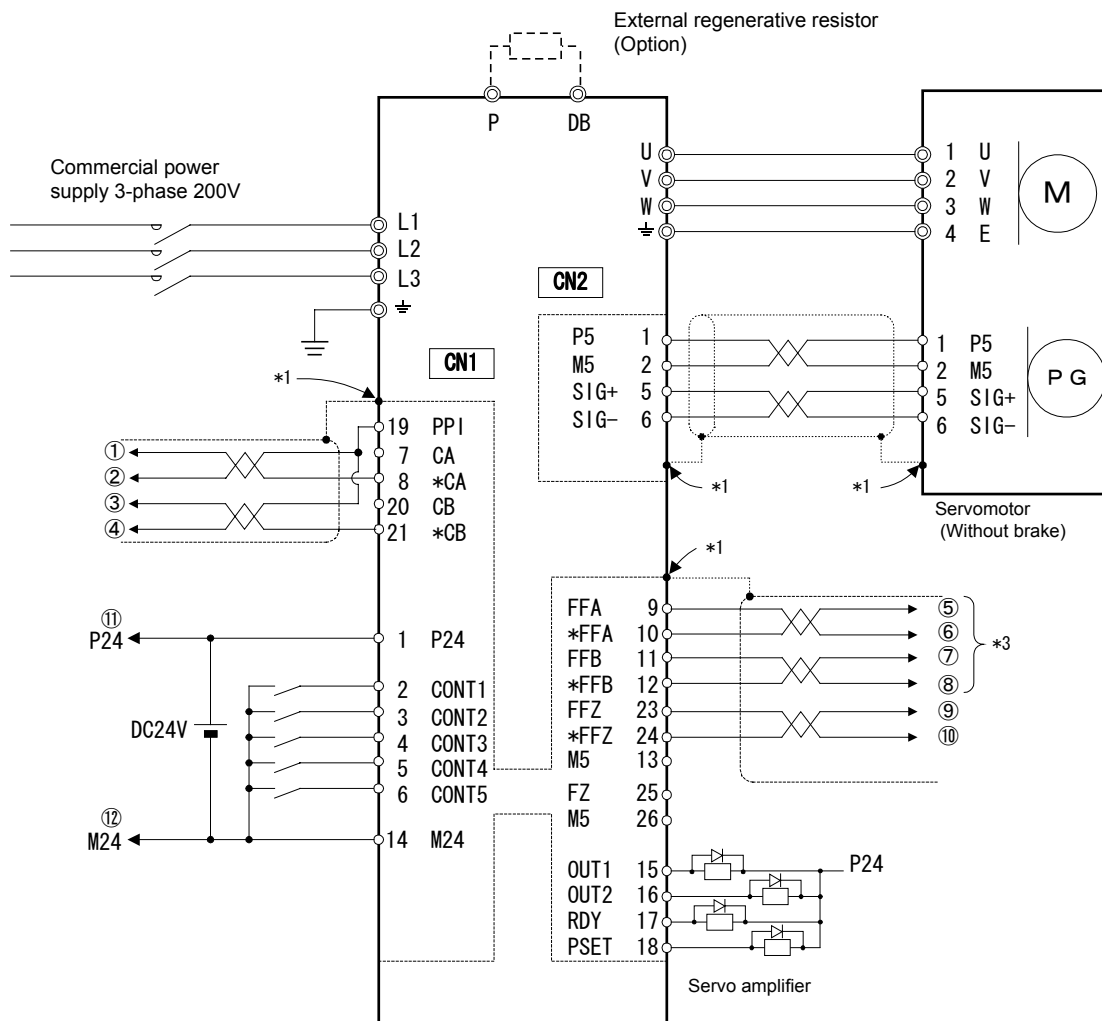 External regenerative resistor
(Option)
P DB
Commercial power
supply 3-phase 200V
L1
L2
L3
U
V
W
1 U
2 V
3 W
4 E
M
CN2
P5 1
M5 2
SIG+ 5
SIG- 6
1 P5
2 M5
5 SIG+
6 SIG-
PG
*1
*1
Servomotor
(Without brake)
CN1
*1
19 PPI
① 7 CA
② 8 *CA
③ 20 CB
④ 21 *CB
*1
FFA 9 ⑤
*FFA 10 ⑥
FFB 11 ⑦
*FFB 12 ⑧
*3
FFZ 23 ⑨
*FFZ 24 ⑩
M5 13
FZ 25
M5 26
⑪
P24 1 P24
2 CONT1
3 CONT2
4 CONT3
5 CONT4
6 CONT5
DC24V
⑫
M24 14 M24
OUT1 15 P24
OUT2 16
RDY 17
PSET 18
Servo amplifier